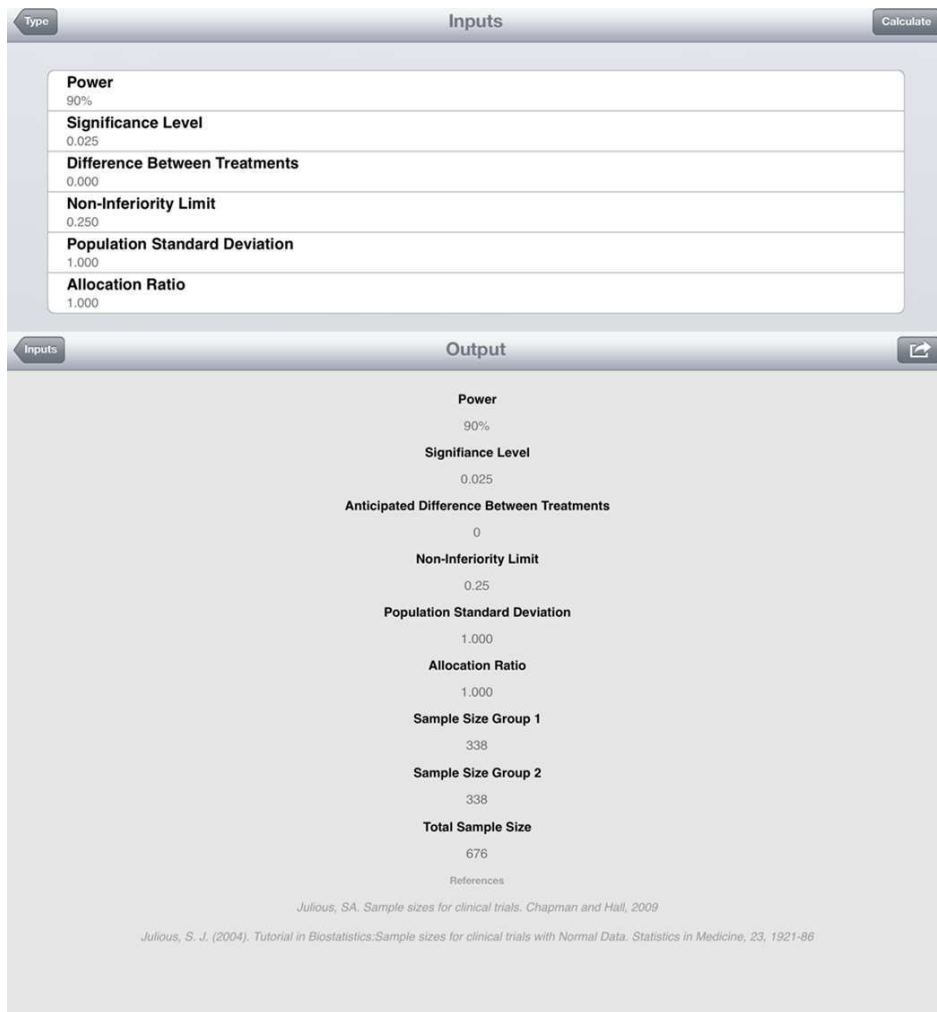 Type
Inputs
Calculate
Power
90%
Significance Level
0.025
Difference Between Treatments
0.000
Non-Inferiority Limit
0.250
Population Standard Deviation
1.000
Allocation Ratio
1.000
Inputs
Output
Power
90%
Signifiance Level
0.025
Anticipated Difference Between Treatments
0
Non-Inferiority Limit
0.25
Population Standard Deviation
1.000
Allocation Ratio
1.000
Sample Size Group 1
338
Sample Size Group 2
338
Total Sample Size
676
References
Julious, SA. Sample sizes for clinical trials. Chapman and Hall, 2009
Julious, S. J. (2004). Tutorial in Biostatistics:Sample sizes for clinical trials with Normal Data. Statistics in Medicine, 23, 1921-86